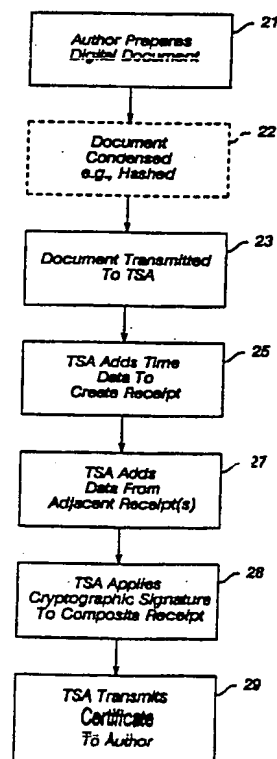 21
Author Prepares
Digital Document
22
Document
Condensed
e.g., Hashed
23
Document Transmitted
To TSA
25
TSA Adds Time
Data To
Create Receipt
27
TSA Adds
Data From
Adjacent Receipt(s)
28
TSA Applies
Cryptographic Signature
To Composite Receipt
29
TSA Transmits
Certificate
To Author